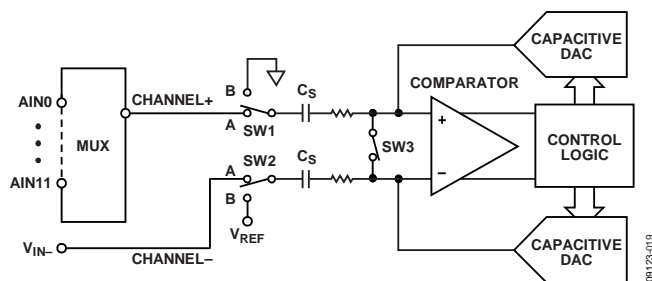 CAPACITIVE
DAC
COMPARATOR
B
CS
AIN0
CHANNEL+
A
SW1
+
MUX
SW3
CONTROL
LOGIC
SW2
CS
A
AIN11
–
B
VREF
VIN–
CHANNEL–
CAPACITIVE
DAC
09123-019